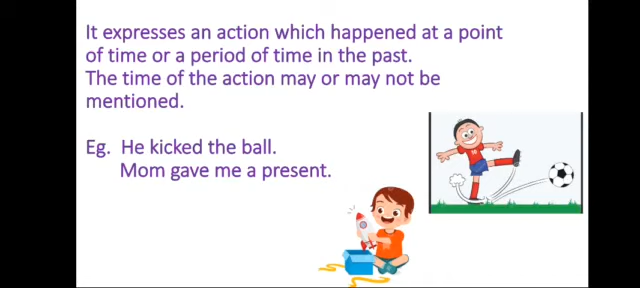 It expresses an action which happened at a point
of time or a period of time in the past.
The time of the action may or may not be
mentioned.
Eg. He kicked the ball.
Mom gave me a present.